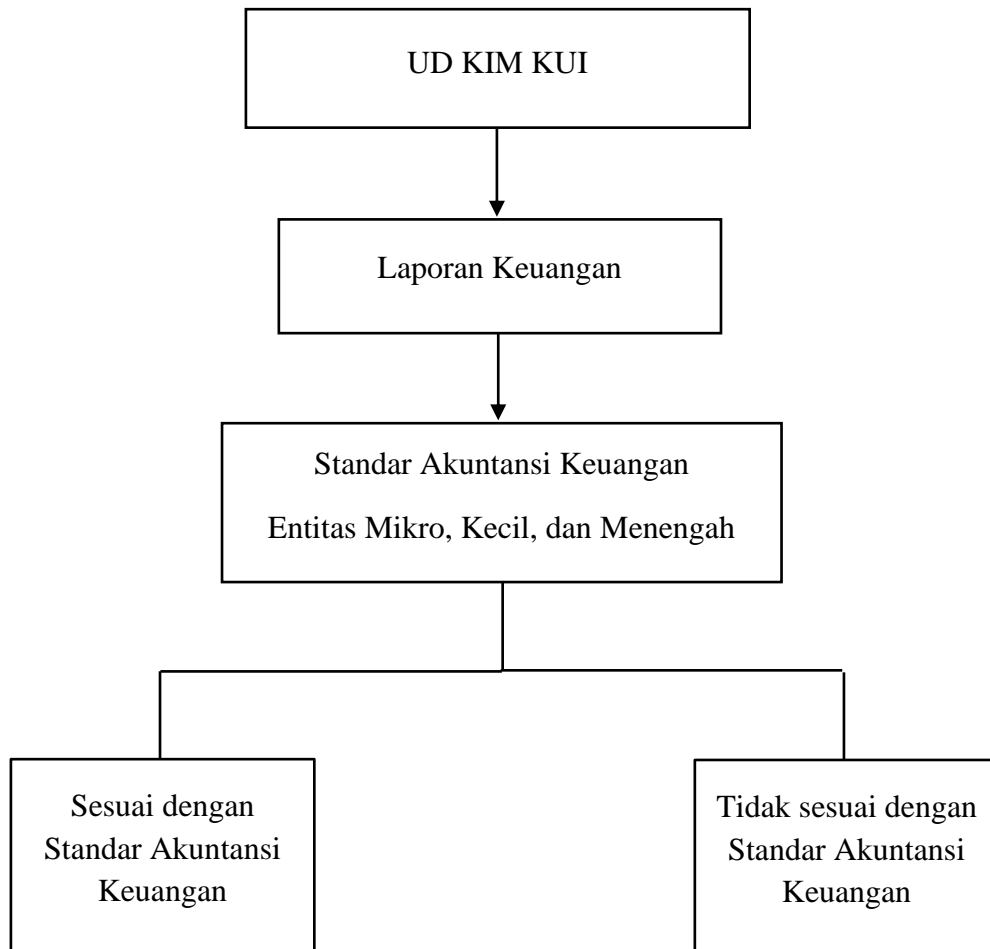 UD KIM KUI
Laporan Keuangan
Standar Akuntansi Keuangan
Entitas Mikro, Kecil, dan Menengah
Sesuai dengan
Standar Akuntansi
Keuangan
Tidak sesuai dengan
Standar Akuntansi
Keuangan